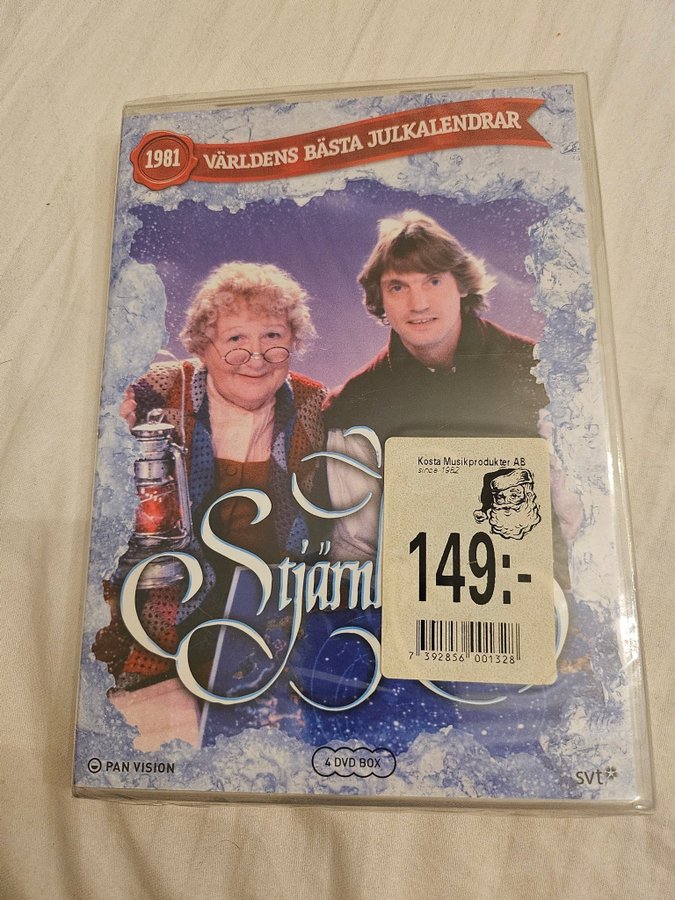 1981
VÄRLDENS BÄSTA JULKALENDRAR
Kosta Musikprodukter AB
since 1982
149:-
7 392856 001328
PAN VISION
4 DVD BOX
svt